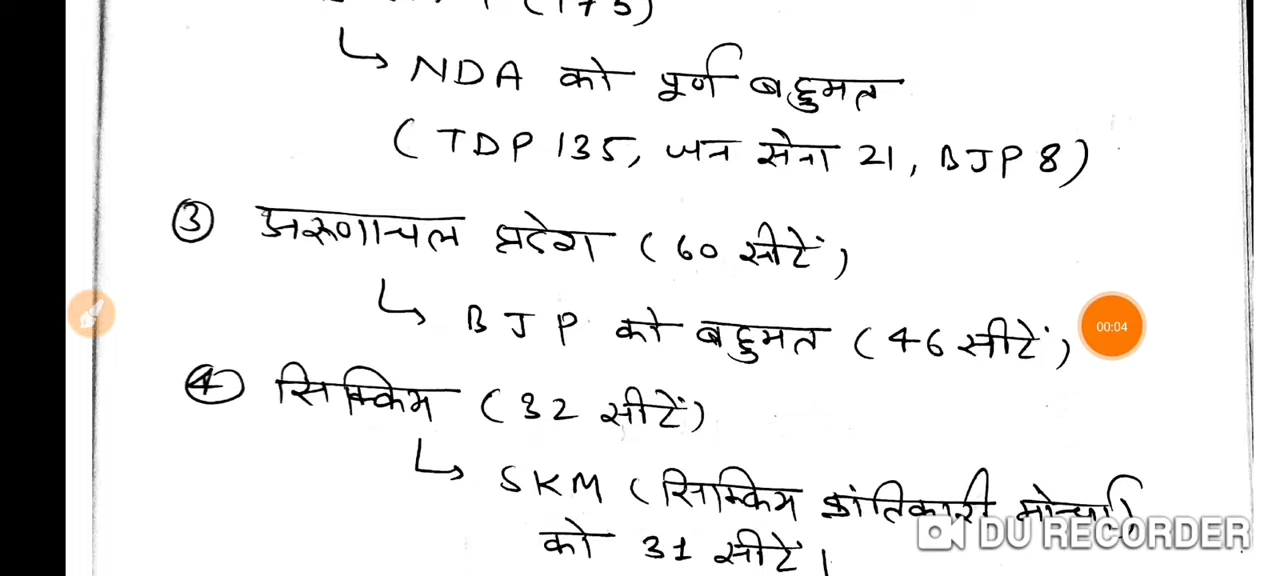 (175)
↳ NDA को पूर्ण बहुमत
(TDP 135, जन सेना 21, BJP 8)
③ अरूणाचल प्रदेश (60 सीटें)
↳ BJP को बहुमत (46 सीटें)
00:04
④ सिक्किम (32 सीटें)
↳ SKM (सिक्किम क्रांतिकारी मोर्चा)
को 31 सीटें।
DU RECORDER